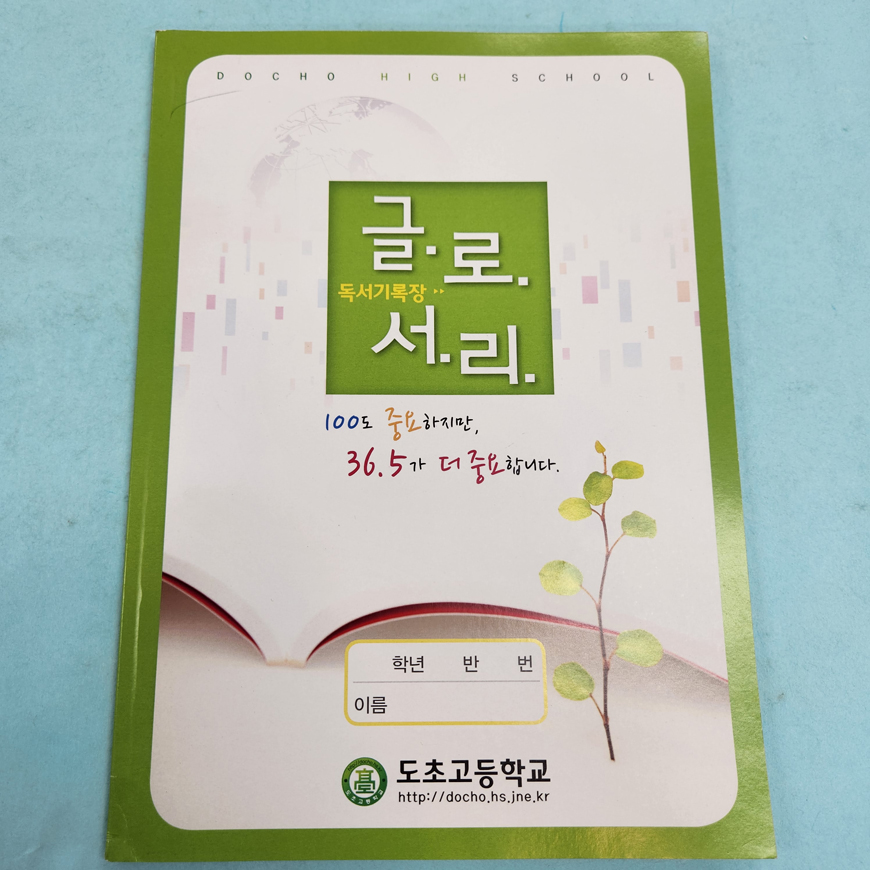 DOCHO HIGH SCHOOL
글.로.
독서기록장
서.리.
100도 중요하지만,
36.5가 더 중요합니다.
학년 반 번
이름
高
도초고등학교
http://docho.hs.jne.kr